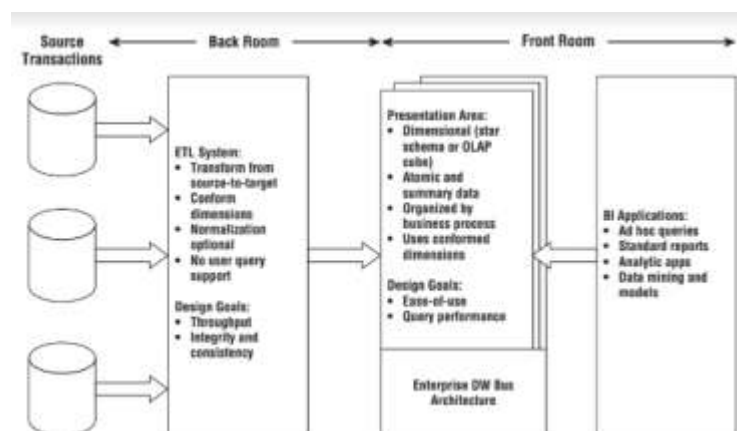 Source
Transactions
Back Room
Front Room
ETL System:
• Transform from
source-to-target
• Conform
dimensions
• Normalization
optional
• No user query
support
Design Goals:
• Throughput
• Integrity and
consistency
Presentation Area:
• Dimensional (star
schema or OLAP
cube)
• Atomic and
summary data
• Organized by
business process
• Uses conformed
dimensions
Design Goals:
• Ease-of-use
• Query performance
Enterprise DW Bus
Architecture
BI Applications:
• Ad hoc queries
• Standard reports
• Analytic apps
• Data mining and
models